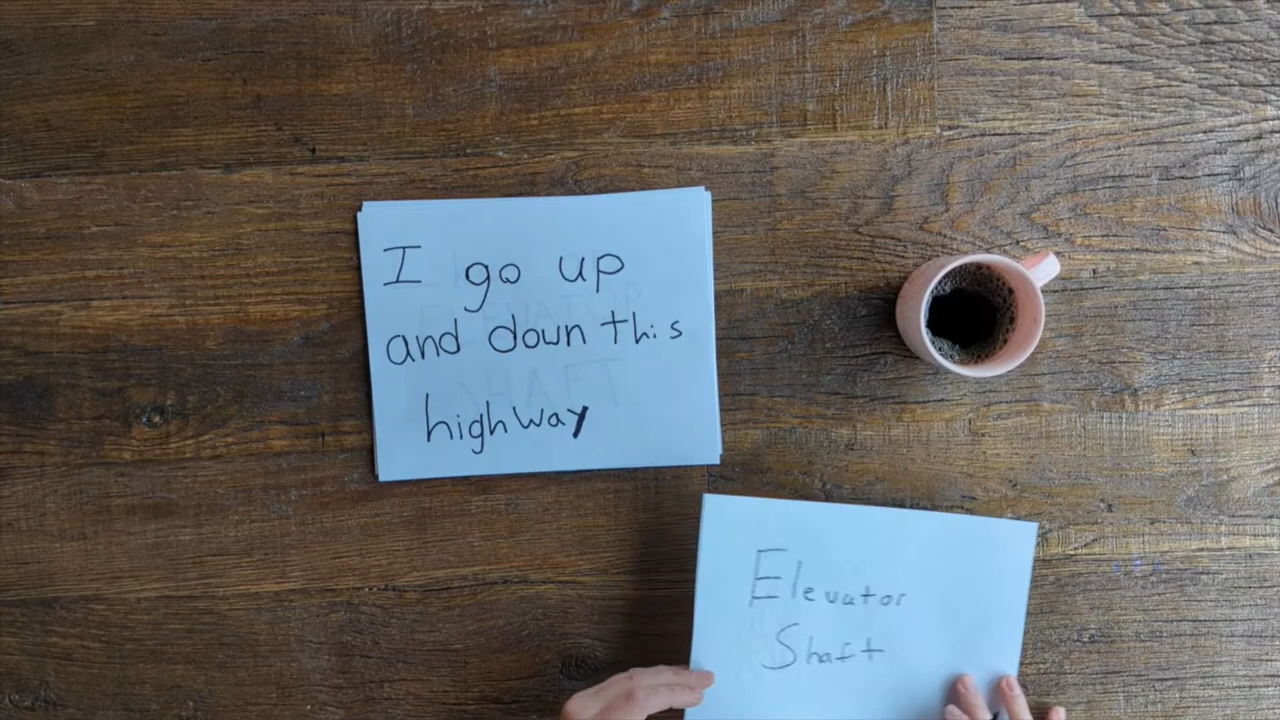 I go up
and down this
highway
Elevator
Shaft